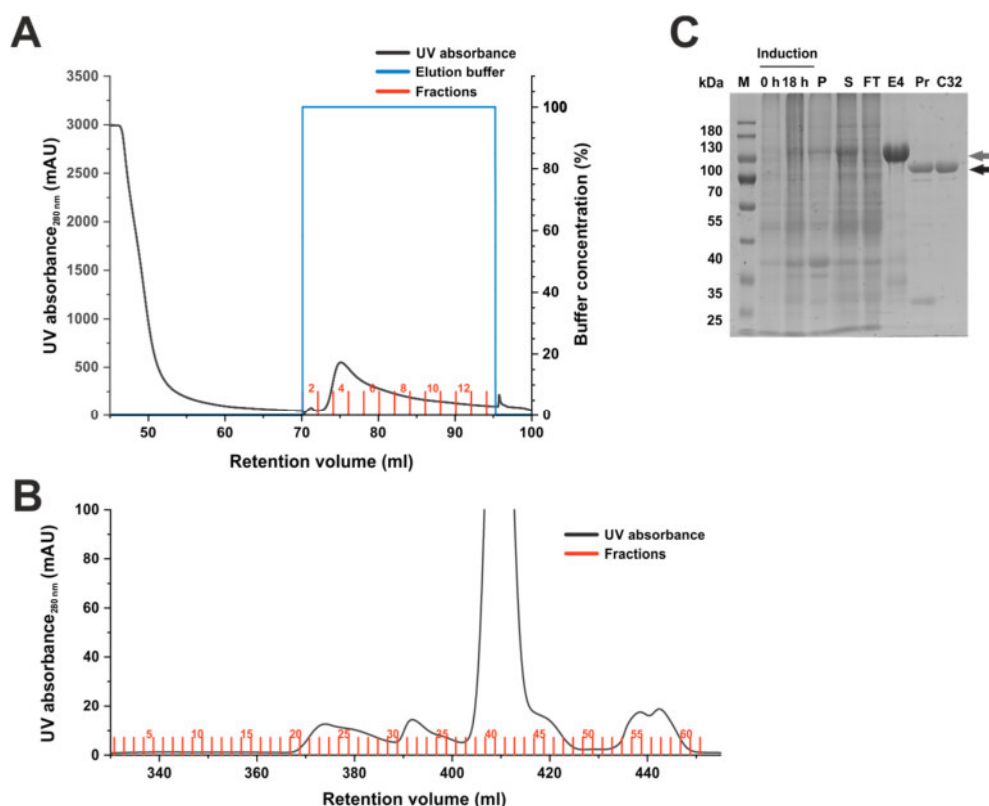 A
UV absorbance
Elution buffer
Fractions
3500
3000
2500
2000
1500
1000
500
0
UV absorbance280 nm (mAU)
100
80
60
40
20
0
Buffer concentration (%)
2 4 6 8 10 12
50 60 70 80 90 100
Retention volume (ml)
C
Induction
kDa M 0 h 18 h P S FT E4 Pr C32
180
130
100
70
55
40
35
25
B
UV absorbance
Fractions
100
80
60
40
20
0
UV absorbance280 nm (mAU)
5 10 15 20 25 30 35 40 45 50 55 60
340 360 380 400 420 440
Retention volume (ml)